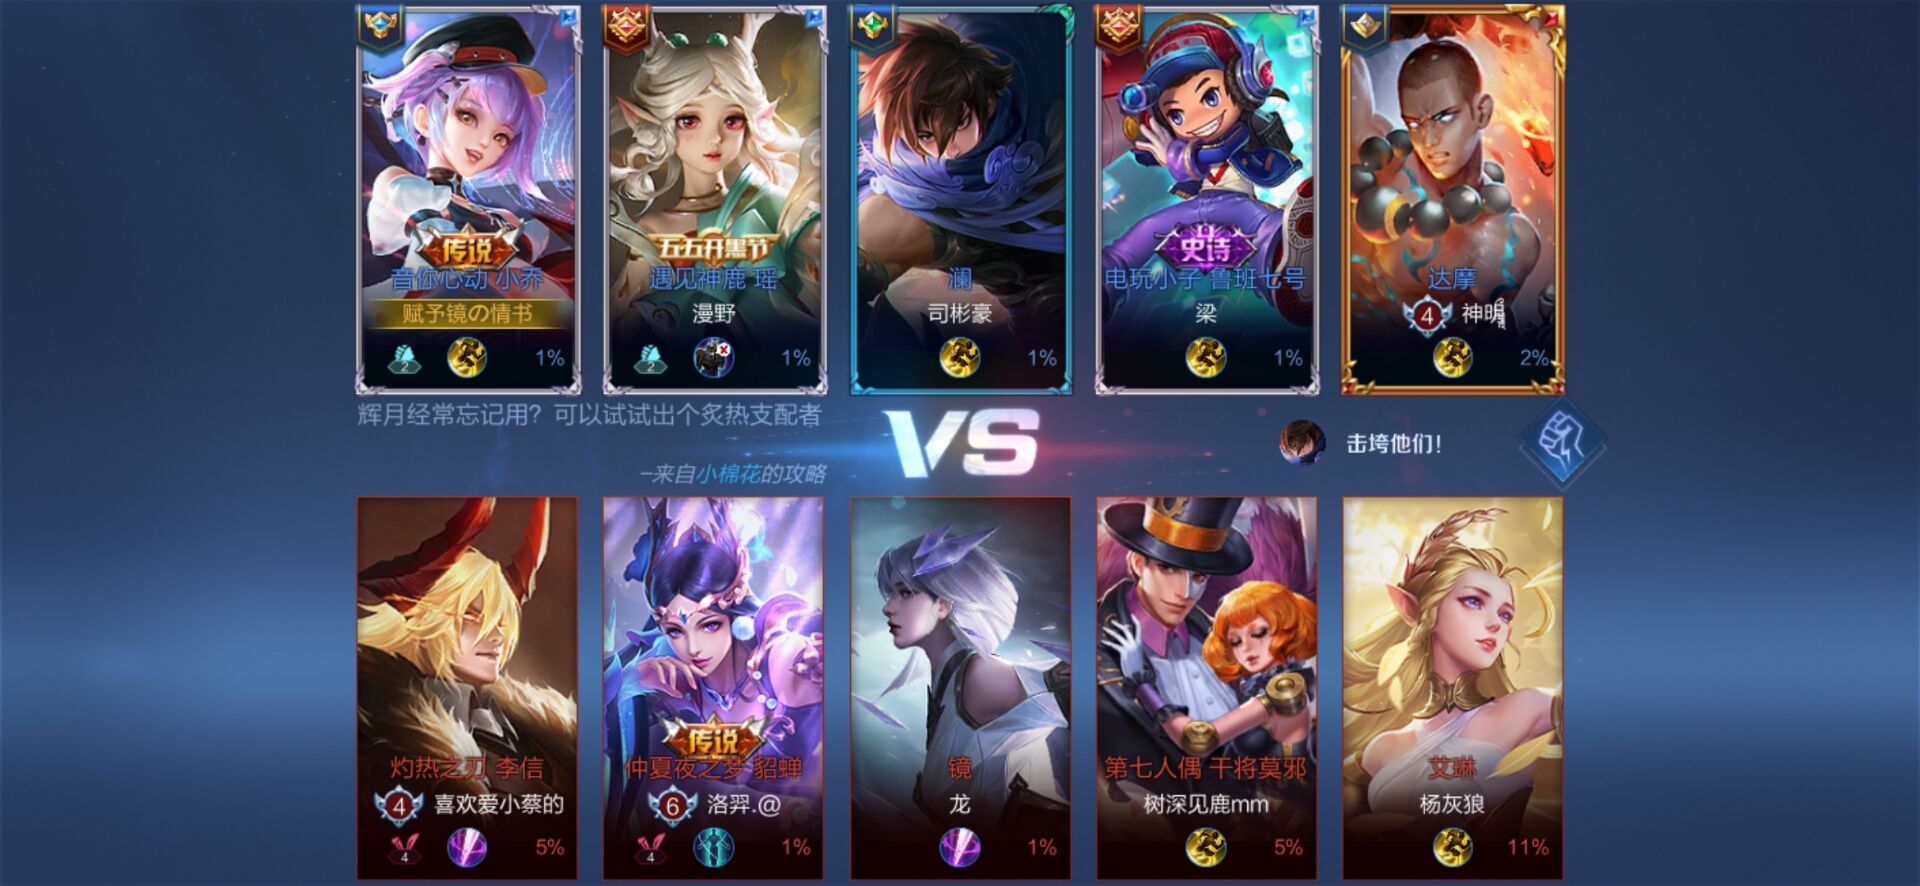 传说
音你心动 小乔
赋予镜の情书
2
1%
五五开黑节
遇见神鹿 瑶
漫野
2
1%
澜
司彬豪
1%
史诗
电玩小子 鲁班七号
梁
1%
达摩
4
2%
辉月经常忘记用？可以试试出个炙热支配者
—来自小棉花的攻略
VS
击垮他们！
灼热之刃 李信
4 喜欢爱小蔡的
4
5%
传说
仲夏夜之梦 貂蝉
6 洛羿.@
4
1%
镜
龙
1%
第七人偶 干将莫邪
树深见鹿mm
5%
艾琳
杨灰狼
11%